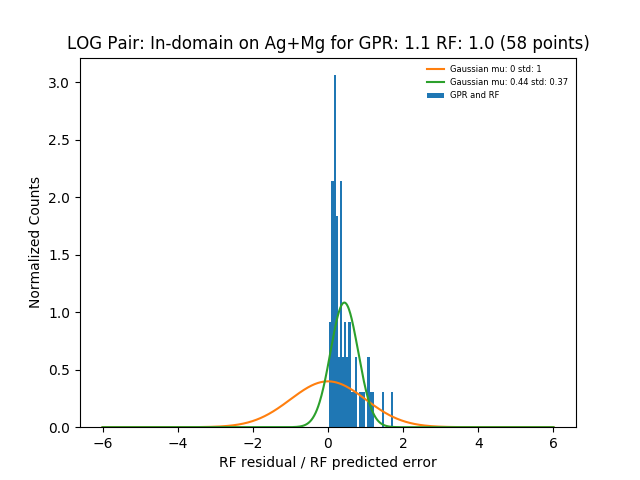 LOG Pair: In-domain on Ag+Mg for GPR: 1.1 RF: 1.0 (58 points)
Gaussian mu: 0 std: 1
Gaussian mu: 0.44 std: 0.37
GPR and RF
Normalized Counts
3.0
2.5
2.0
1.5
1.0
0.5
0.0
−6 −4 −2 0 2 4 6
RF residual / RF predicted error